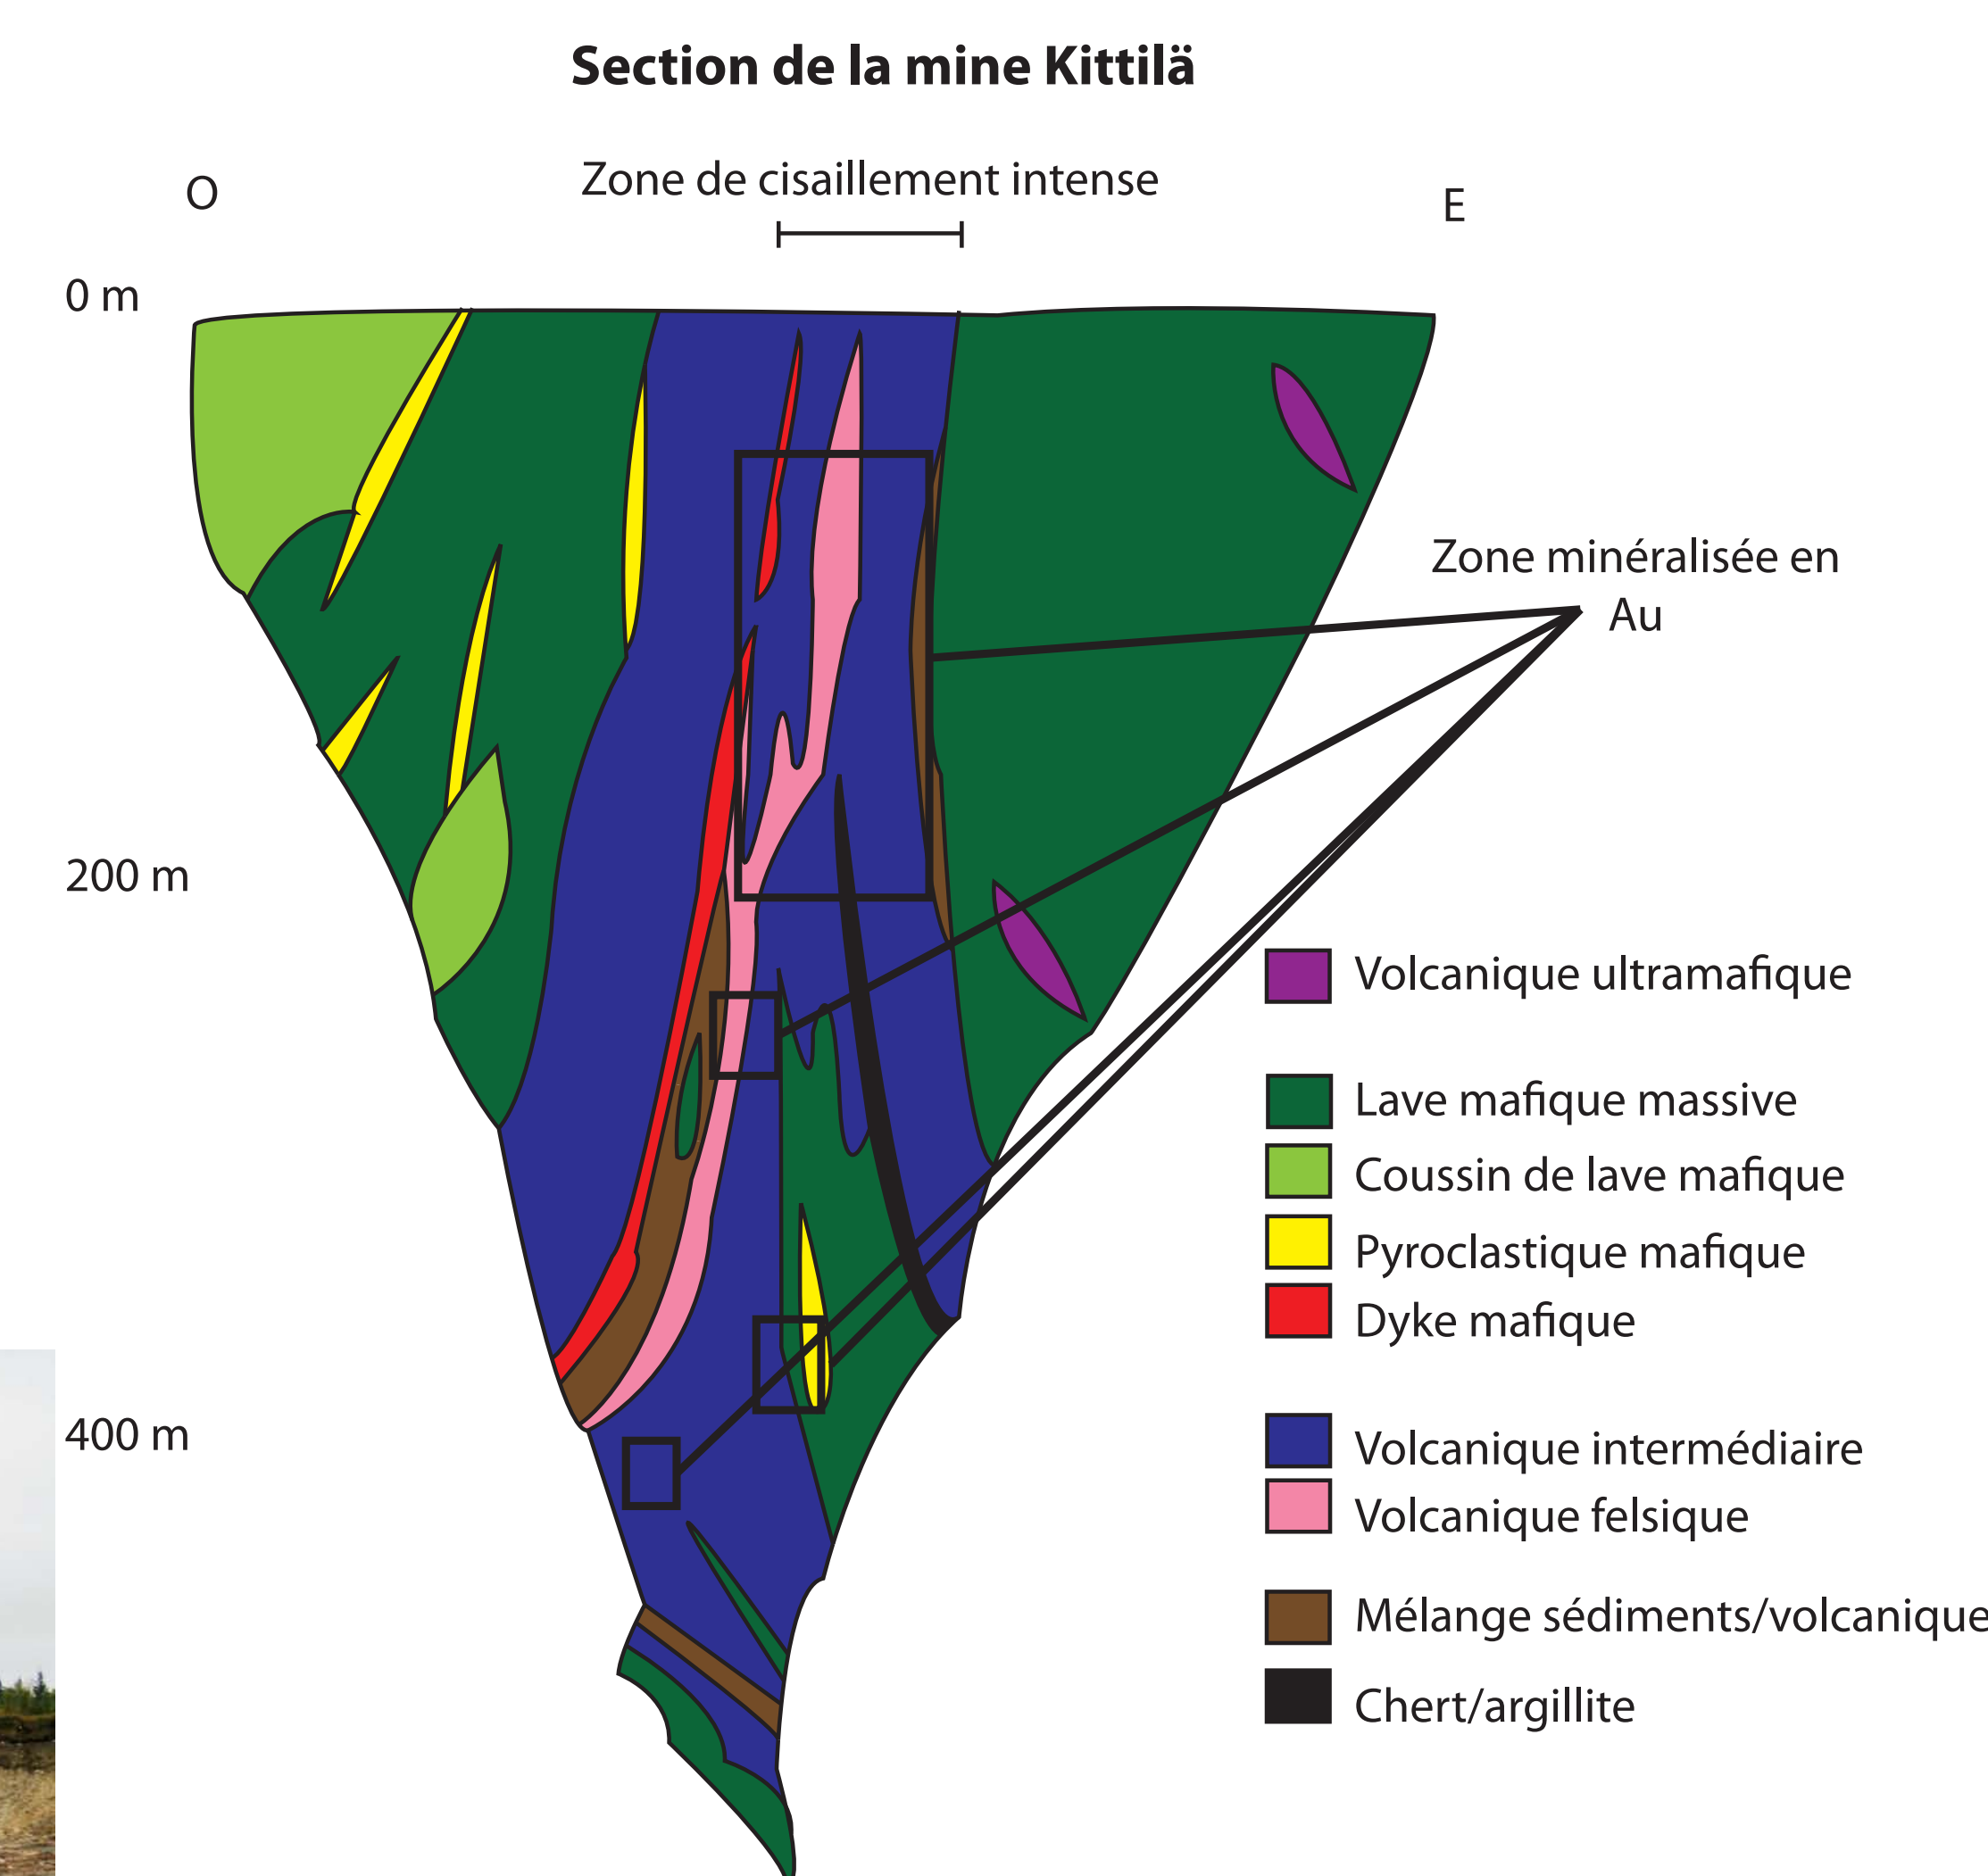 Section de la mine Kittilä
Zone de cisaillement intense
O
E
0 m
Zone minéralisée en
Au
200 m
Volcanique ultramafique
Lave mafique massive
Coussin de lave mafique
Pyroclastique mafique
Dyke mafique
400 m
Volcanique intermédiaire
Volcanique felsique
Mélange sédiments/volcanique
Chert/argillite